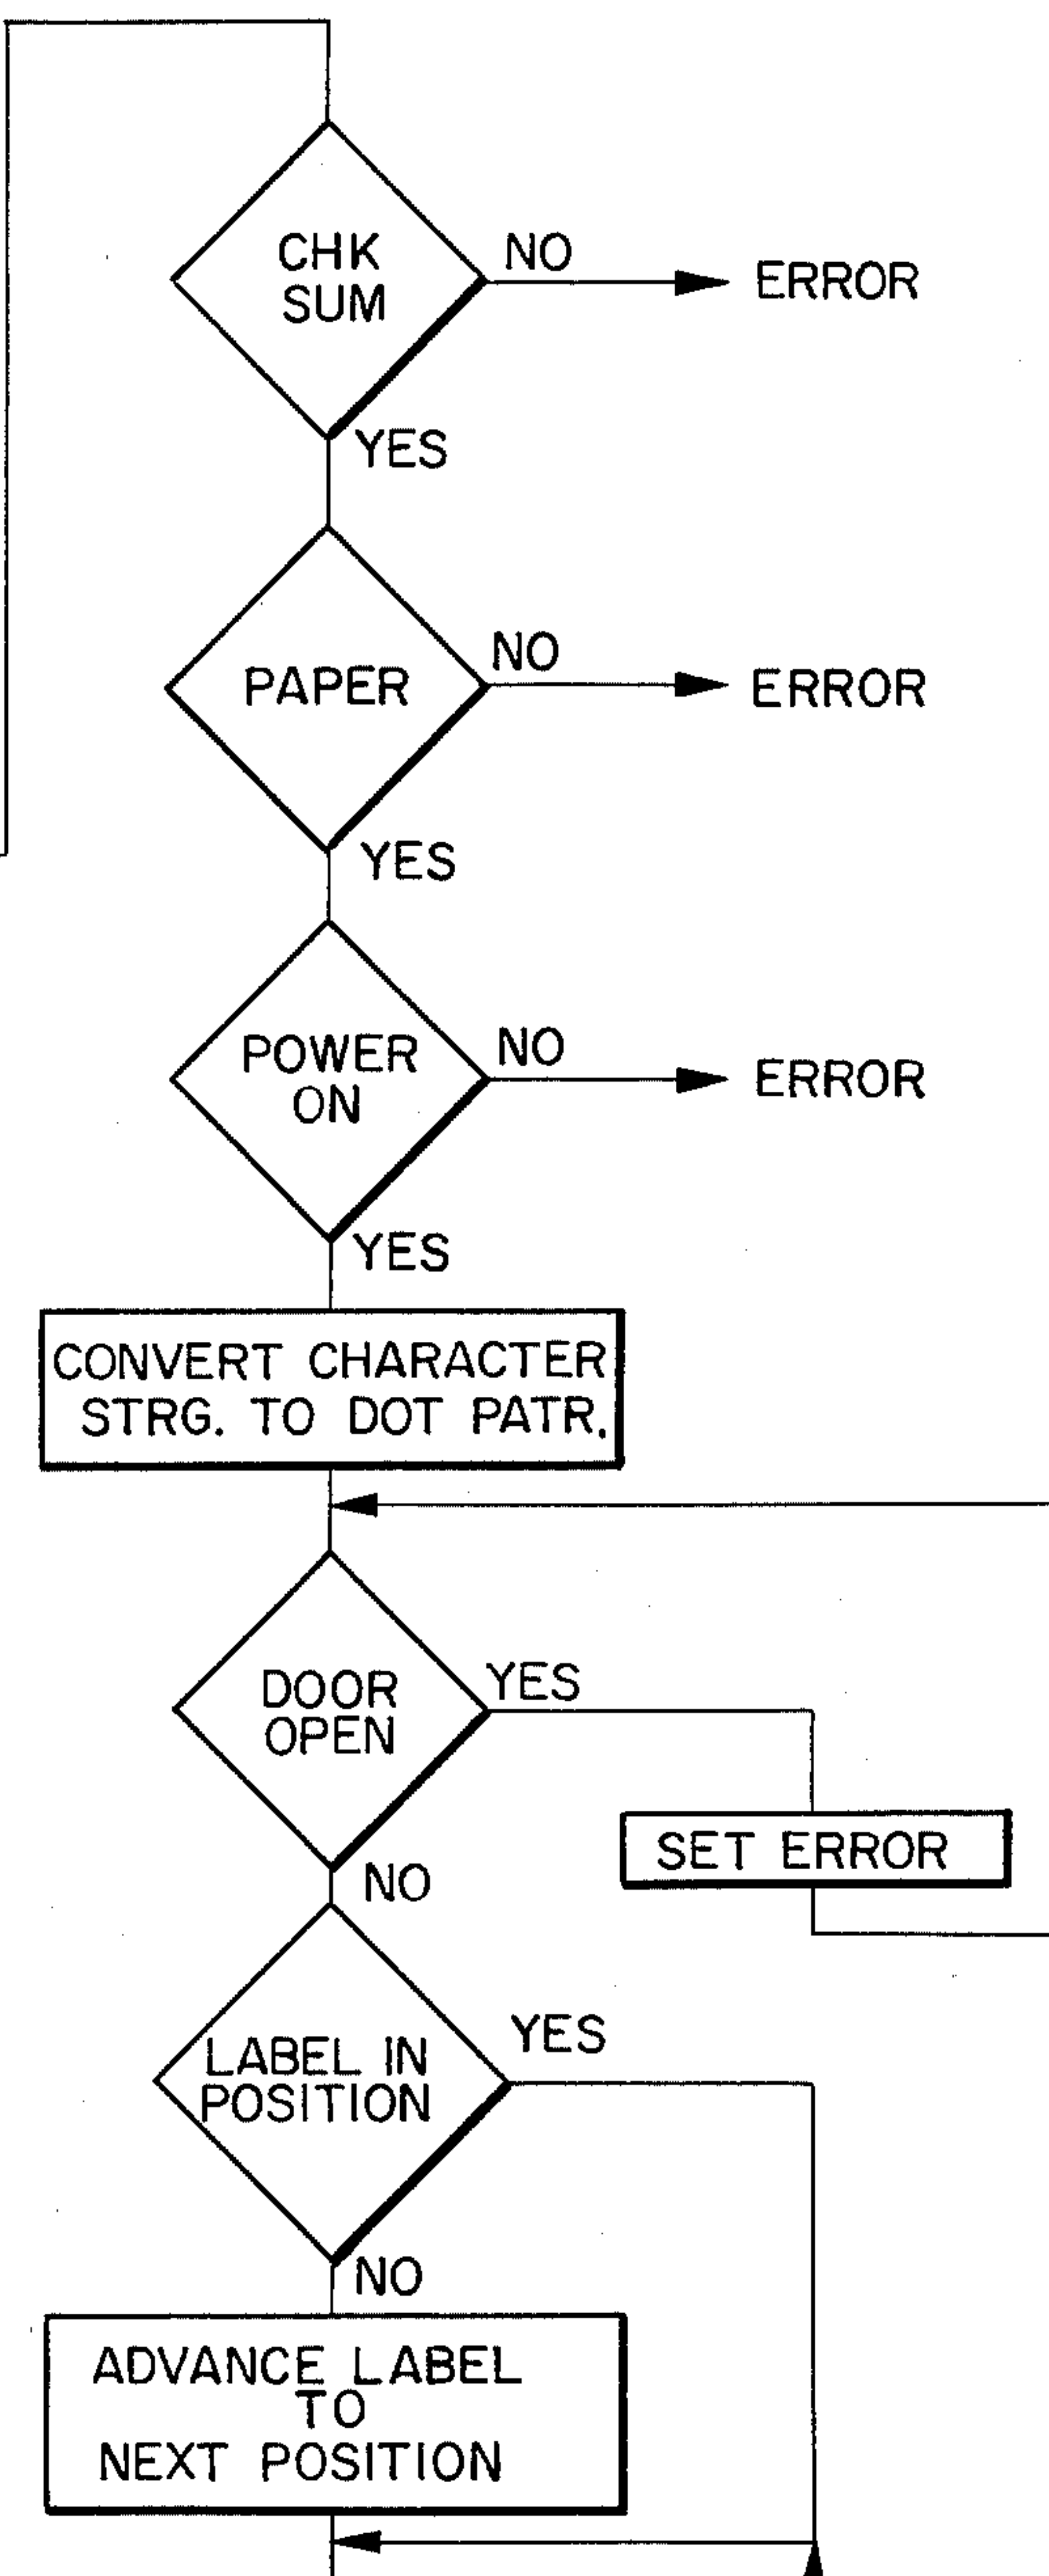 CHK
SUM
NO
ERROR
YES
PAPER
NO
ERROR
YES
POWER
ON
NO
ERROR
YES
CONVERT CHARACTER
STRG. TO DOT PATR.
DOOR
OPEN
YES
SET ERROR
NO
LABEL IN
POSITION
YES
NO
ADVANCE LABEL
TO
NEXT POSITION